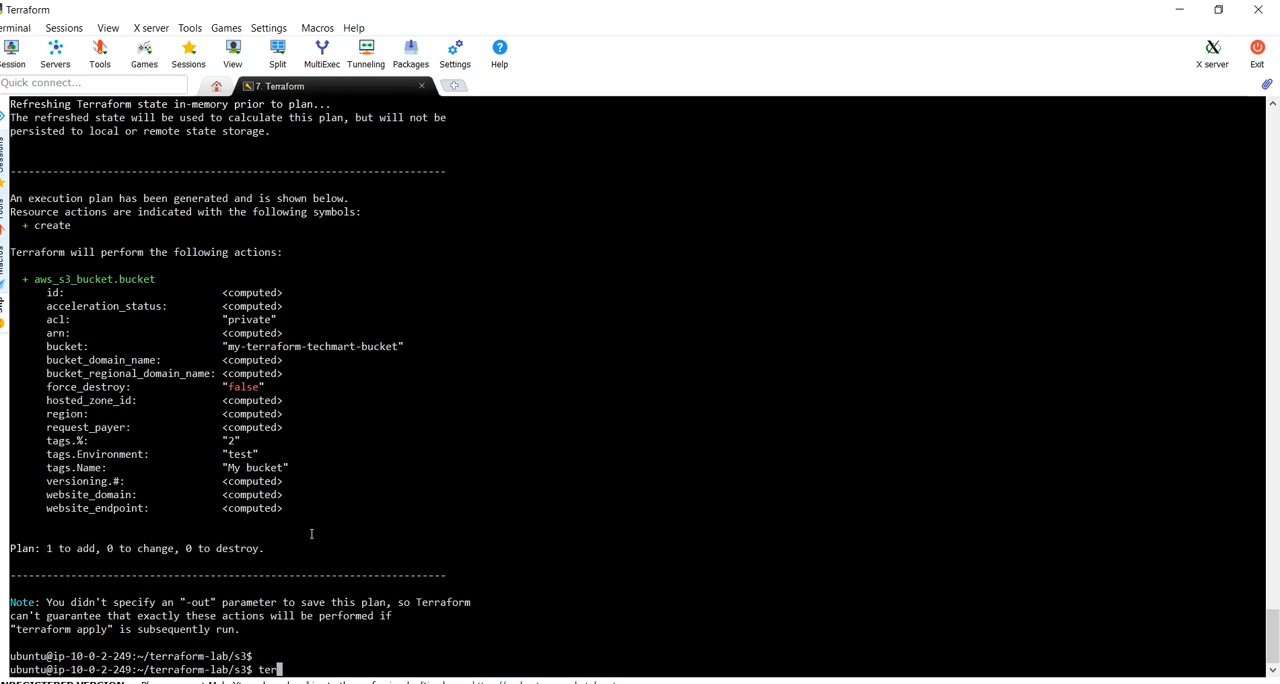 Terraform
erminal Sessions View X server Tools Games Settings Macros Help
ession Servers Tools Games Sessions View Split MultiExec Tunneling Packages Settings Help X server Exit
Quick connect...
7. Terraform
Refreshing Terraform state in-memory prior to plan...
The refreshed state will be used to calculate this plan, but will not be
persisted to local or remote state storage.
------------------------------------------------------------------------
An execution plan has been generated and is shown below.
Resource actions are indicated with the following symbols:
+ create
Terraform will perform the following actions:
+ aws_s3_bucket.bucket
id: <computed>
acceleration_status: <computed>
acl: "private"
arn: <computed>
bucket: "my-terraform-techmart-bucket"
bucket_domain_name: <computed>
bucket_regional_domain_name: <computed>
force_destroy: "false"
hosted_zone_id: <computed>
region: <computed>
request_payer: <computed>
tags.%: "2"
tags.Environment: "test"
tags.Name: "My bucket"
versioning.#: <computed>
website_domain: <computed>
website_endpoint: <computed>
Plan: 1 to add, 0 to change, 0 to destroy.
------------------------------------------------------------------------
Note: You didn't specify an "-out" parameter to save this plan, so Terraform
can't guarantee that exactly these actions will be performed if
"terraform apply" is subsequently run.
ubuntu@ip-10-0-2-249:~/terraform-lab/s3$
ubuntu@ip-10-0-2-249:~/terraform-lab/s3$ ter